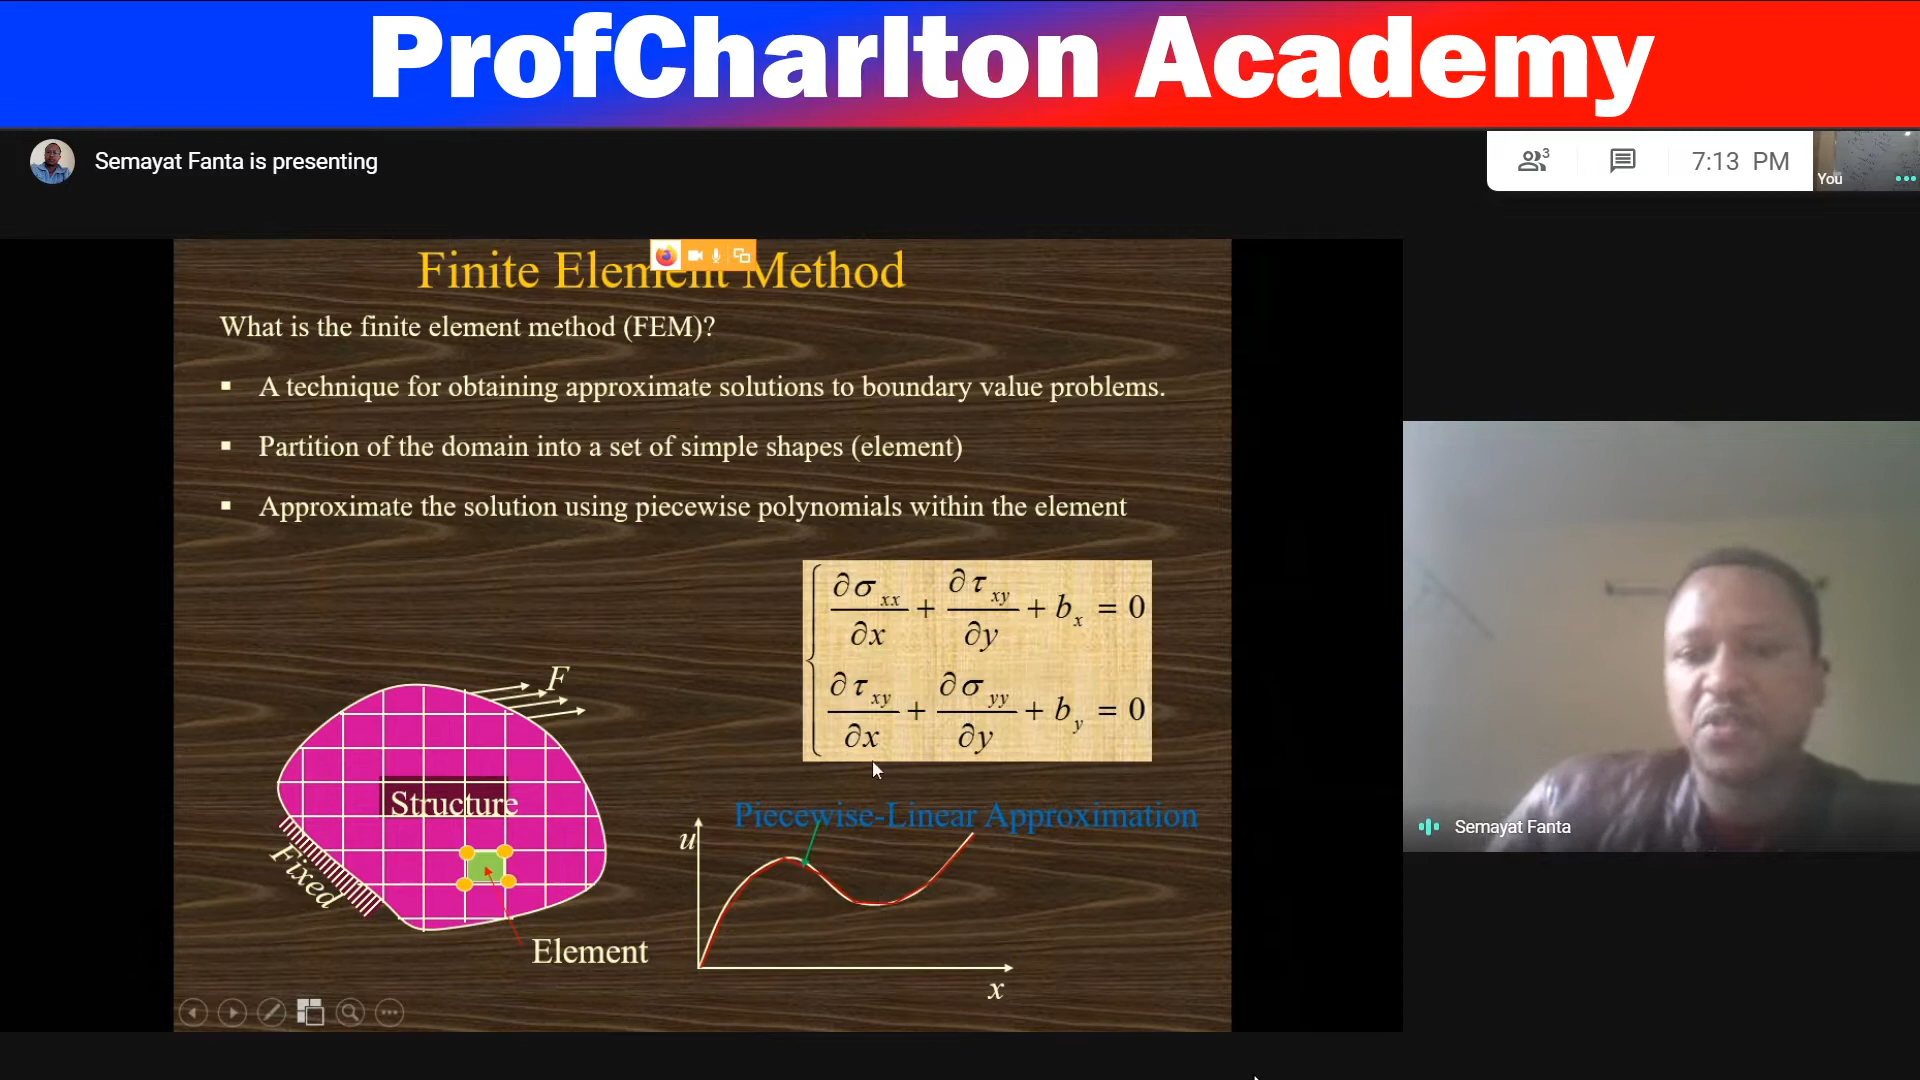 ProfCharlton Academy
Semayat Fanta is presenting
3
7:13 PM
You
Finite Element Method
What is the finite element method (FEM)?
▪ A technique for obtaining approximate solutions to boundary value problems.
▪ Partition of the domain into a set of simple shapes (element)
▪ Approximate the solution using piecewise polynomials within the element
∂σxx/∂x + ∂τxy/∂y + bx = 0
∂τxy/∂x + ∂σyy/∂y + by = 0
F
Structure
Fixed
Element
Piecewise-Linear Approximation
u
x
Semayat Fanta